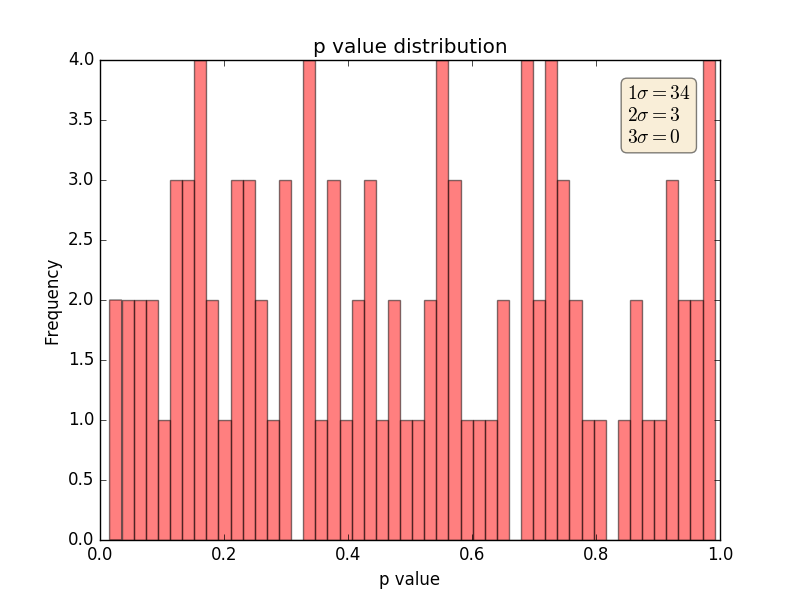 p value distribution
4.0
3.5
3.0
2.5
2.0
1.5
1.0
0.5
0.0
Frequency
1σ = 34
2σ = 3
3σ = 0
0.0 0.2 0.4 0.6 0.8 1.0
p value